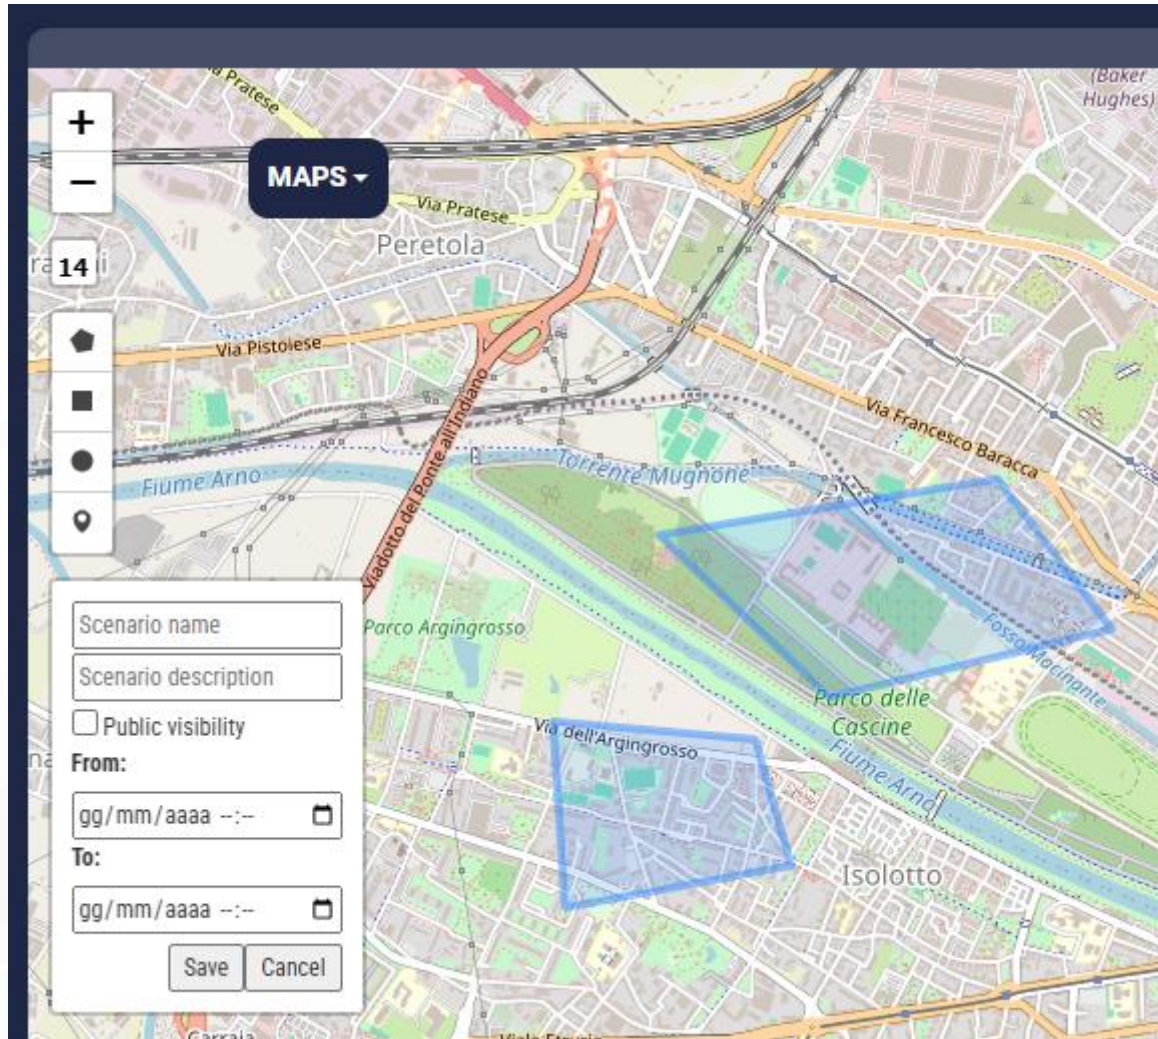 a Pratese
(Baker
Hughes)
+
−
MAPS
Via Pratese
Peretola
14
Via Pistoiese
Via Francesco Baracca
Viadotto del Ponte all'Indiano
Fiume Arno
Torrente Mugnone
Scenario name
Parco Argingrosso
Fosso Macinante
Scenario description
Parco delle
Cascine
Public visibility
Via dell'Argingrosso
Fiume Arno
From:
gg/mm/aaaa --:--
To:
Isolotto
gg/mm/aaaa --:--
Save
Cancel